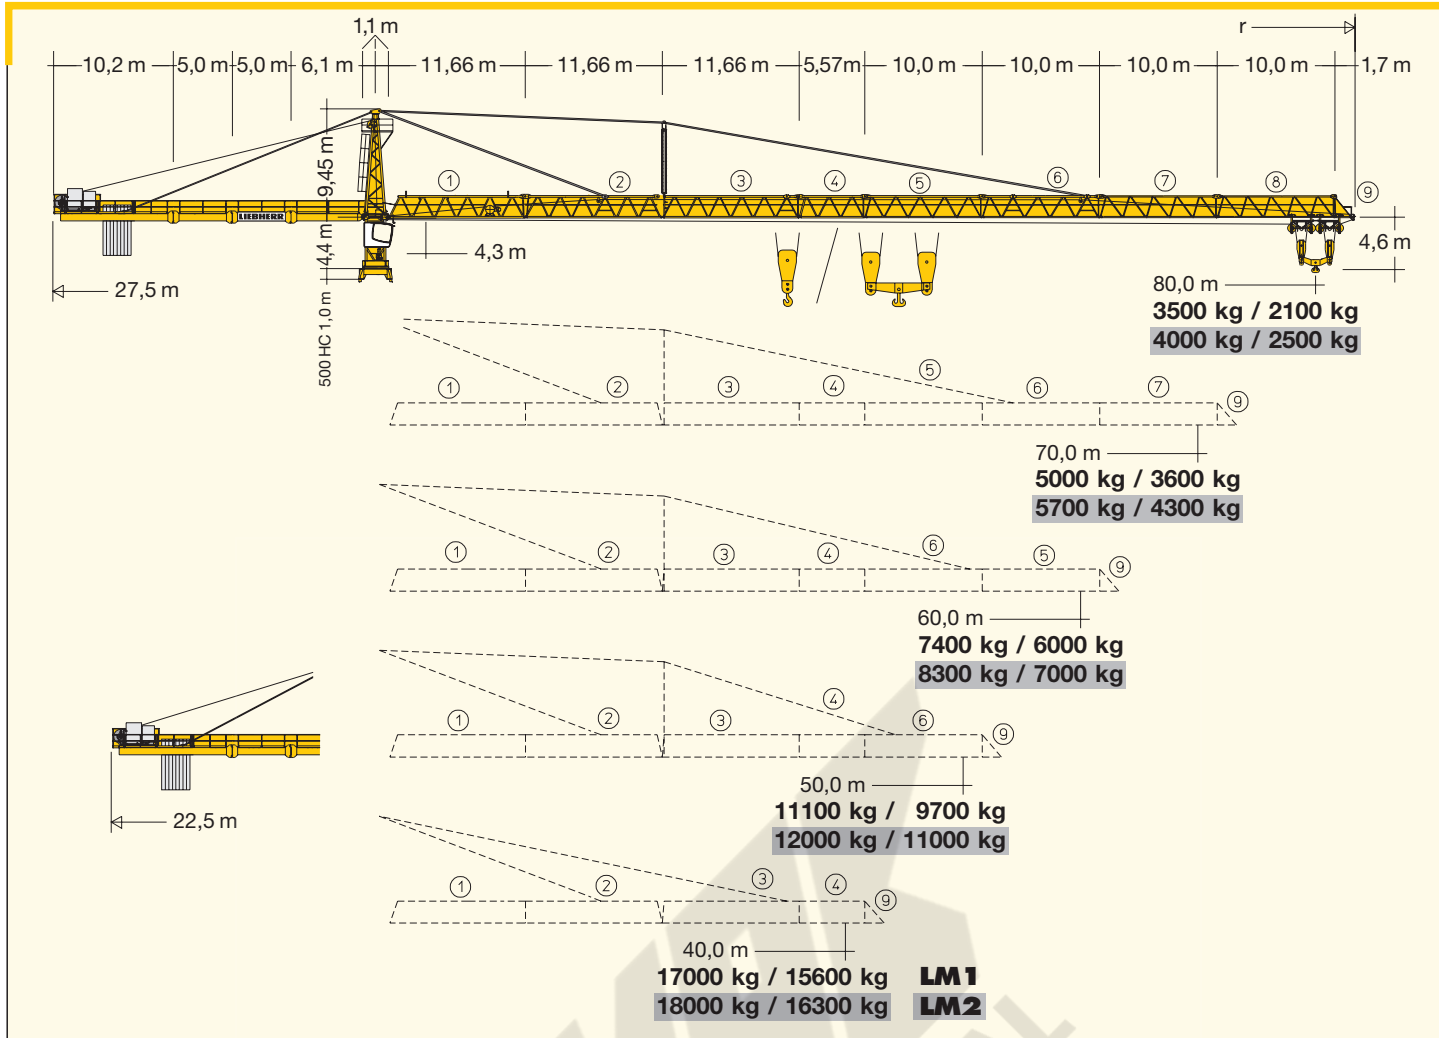 1,1 m
r
10,2 m 5,0 m 5,0 m 6,1 m 11,66 m 11,66 m 11,66 m 5,57m 10,0 m 10,0 m 10,0 m 10,0 m 1,7 m
9,45 m
① ② ③ ④ ⑤ ⑥ ⑦ ⑧ ⑨
LIEBHERR
4,4 m
4,3 m
4,6 m
27,5 m
500 HC 1,0 m
80,0 m
3500 kg / 2100 kg
4000 kg / 2500 kg
① ② ③ ④ ⑤ ⑥ ⑦ ⑨
70,0 m
5000 kg / 3600 kg
5700 kg / 4300 kg
① ② ③ ④ ⑥ ⑤ ⑨
60,0 m
7400 kg / 6000 kg
8300 kg / 7000 kg
① ② ③ ④ ⑥ ⑨
22,5 m
50,0 m
11100 kg / 9700 kg
12000 kg / 11000 kg
① ② ③ ④ ⑨
40,0 m
17000 kg / 15600 kg LM1
18000 kg / 16300 kg LM2